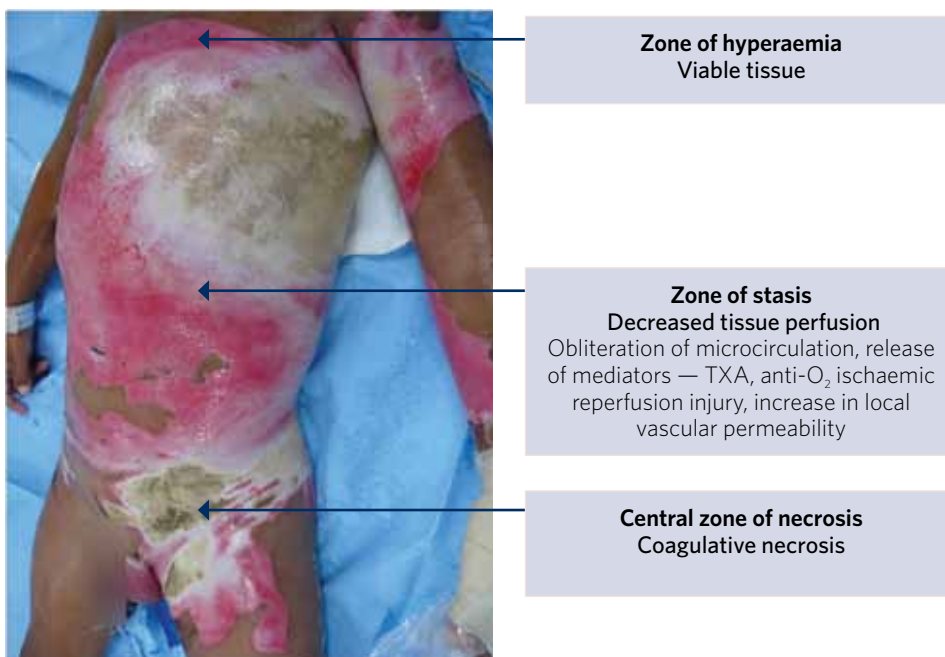 Zone of hyperaemia
Viable tissue
Zone of stasis
Decreased tissue perfusion
Obliteration of microcirculation, release
of mediators — TXA, anti-O₂ ischaemic
reperfusion injury, increase in local
vascular permeability
Central zone of necrosis
Coagulative necrosis